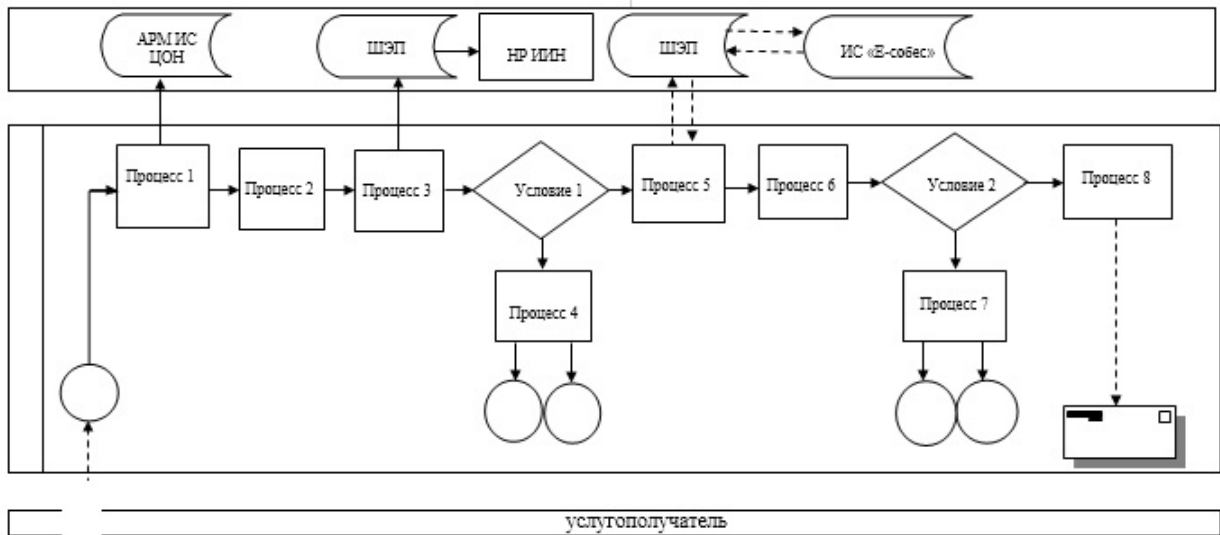 АРМ ИС
ЦОН
ШЭП
НР ИИН
ШЭП
ИС «Е-собес»
Процесс 1
Процесс 2
Процесс 3
Условие 1
Процесс 5
Процесс 6
Условие 2
Процесс 8
Процесс 4
Процесс 7
услугополучатель